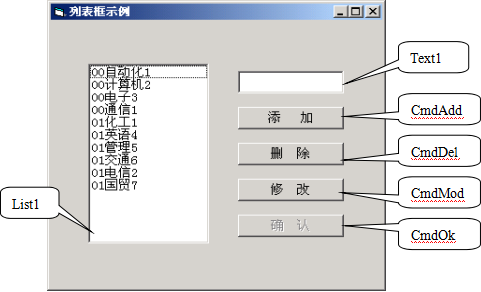 列表框示例
00自动化1
00计算机2
00电子3
00通信1
01化工1
01英语4
01管理5
01交通6
01电信2
01国贸7
添 加
删 除
修 改
确 认
Text1
CmdAdd
CmdDel
CmdMod
CmdOk
List1